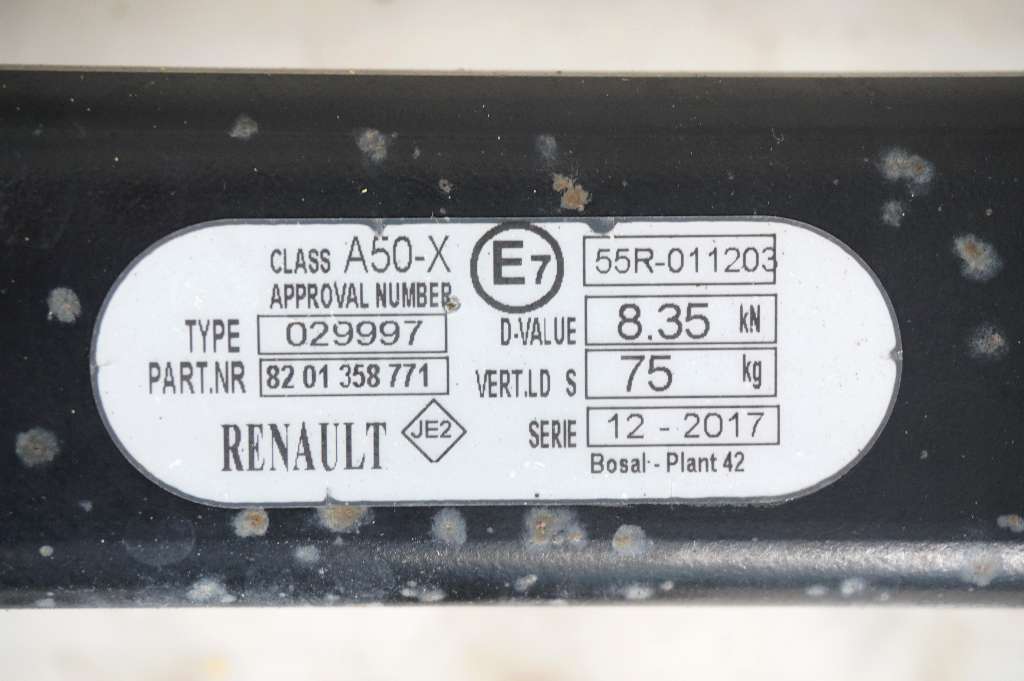 CLASS A50-X E7 55R-011203
APPROVAL NUMBER
TYPE 029997 D-VALUE 8.35 kN
PART.NR 82 01 358 771 VERT.LD S 75 kg
RENAULT JE2 SERIE 12 - 2017
Bosal - Plant 42